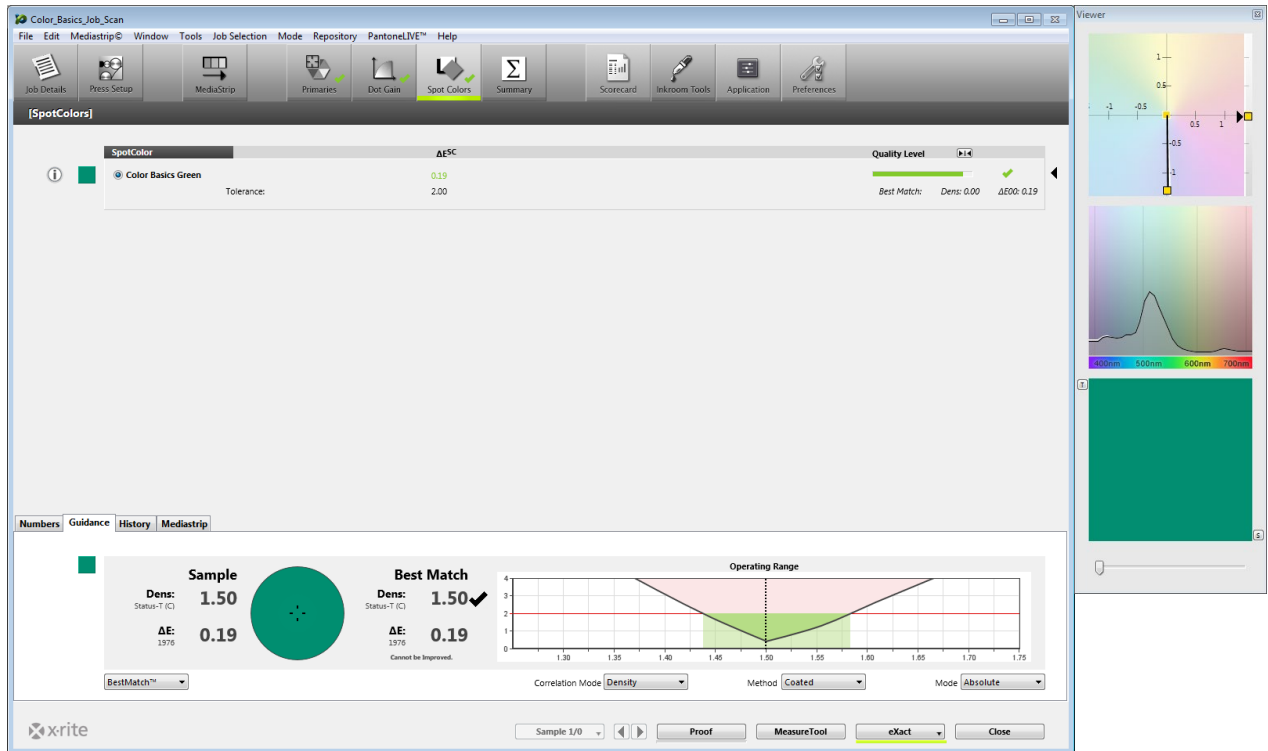 Color_Basics_Job_Scan
File Edit Mediastrip© Window Tools Job Selection Mode Repository PantoneLIVE™ Help
Job Details Press Setup MediaStrip Primaries Dot Gain Spot Colors Summary Scorecard Inkroom Tools Application Preferences
[SpotColors]
SpotColor ΔESC Quality Level
Color Basics Green 0.19
Tolerance: 2.00 Best Match: Dens: 0.00 ΔE00: 0.19
Numbers Guidance History Mediastrip
Sample Best Match Operating Range
Dens: 1.50 Dens: 1.50
Status-T (C) Status-T (C)
ΔE: 0.19 ΔE: 0.19
1976 1976
Cannot be Improved.
4
3
2
1
0
1.30 1.35 1.40 1.45 1.50 1.55 1.60 1.65 1.70 1.75
BestMatch™ Correlation Mode Density Method Coated Mode Absolute
x·rite Sample 1/0 Proof MeasureTool eXact Close
Viewer
1
0.5
-1 -0.5 0.5 1
-0.5
-1
400nm 500nm 600nm 700nm
T
S